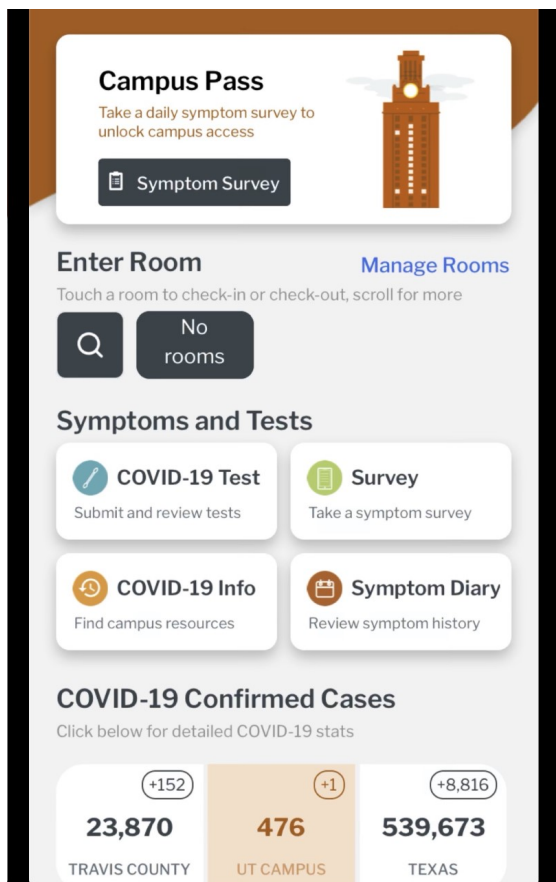 Campus Pass
Take a daily symptom survey to
unlock campus access
Symptom Survey
Enter Room
Manage Rooms
Touch a room to check-in or check-out, scroll for more
No
rooms
Symptoms and Tests
COVID-19 Test
Submit and review tests
Survey
Take a symptom survey
COVID-19 Info
Find campus resources
Symptom Diary
Review symptom history
COVID-19 Confirmed Cases
Click below for detailed COVID-19 stats
+152
23,870
TRAVIS COUNTY
+1
476
UT CAMPUS
+8,816
539,673
TEXAS